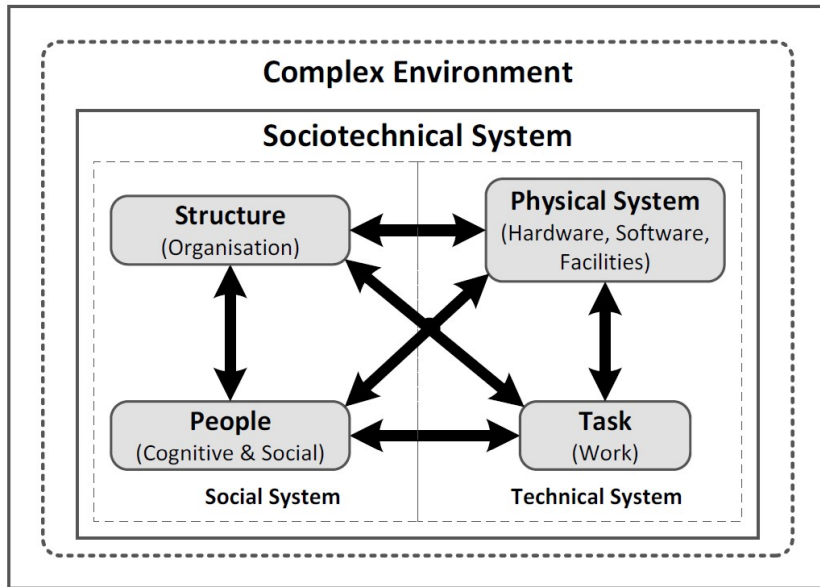 Complex Environment
Sociotechnical System
Structure
(Organisation)
Physical System
(Hardware, Software,
Facilities)
People
(Cognitive & Social)
Task
(Work)
Social System
Technical System